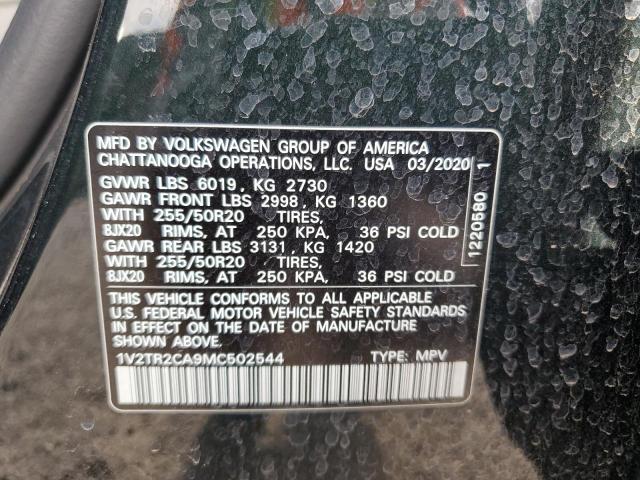 MFD BY VOLKSWAGEN GROUP OF AMERICA
CHATTANOOGA OPERATIONS, LLC. USA 03/2020
GVWR LBS 6019, KG 2730
GAWR FRONT LBS 2998, KG 1360
WITH 255/50R20 TIRES,
8JX20 RIMS, AT 250 KPA, 36 PSI COLD
GAWR REAR LBS 3131, KG 1420
WITH 255/50R20 TIRES,
8JX20 RIMS, AT 250 KPA, 36 PSI COLD
THIS VEHICLE CONFORMS TO ALL APPLICABLE
U.S. FEDERAL MOTOR VEHICLE SAFETY STANDARDS
IN EFFECT ON THE DATE OF MANUFACTURE
SHOWN ABOVE.
1V2TR2CA9MC502544 TYPE: MPV
1220580 1